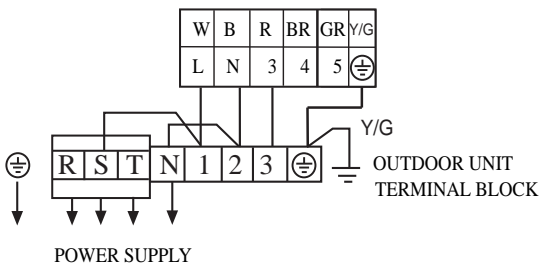 W B R BR GR Y/G
L N 3 4 5
Y/G
R S T N 1 2 3
OUTDOOR UNIT
TERMINAL BLOCK
POWER SUPPLY